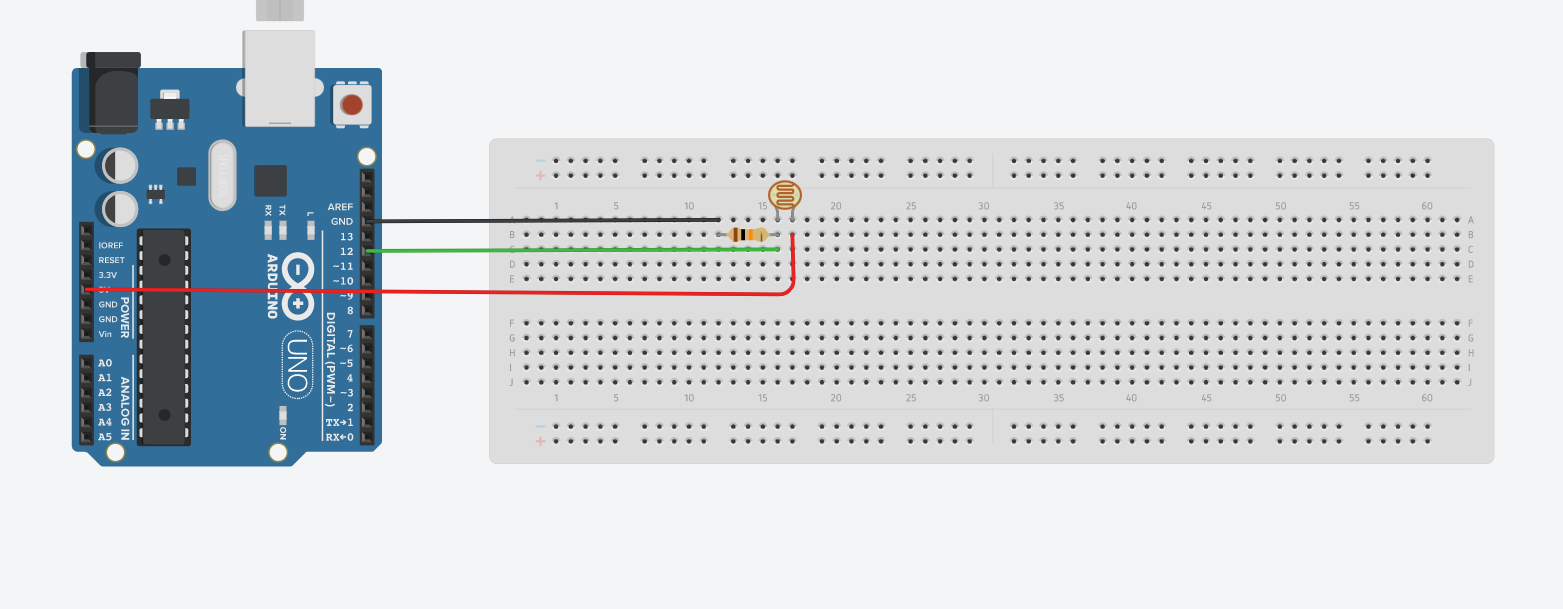 AREF
GND
13
12
~11
~10
~9
8
7
~6
~5
4
~3
2
TX→1
RX←0
RX
TX
L
ARDUINO
UNO
DIGITAL (PWM~)
ON
IOREF
RESET
3.3V
GND
GND
Vin
POWER
A0
A1
A2
A3
A4
A5
ANALOG IN
− +
1 5 10 15 20 25 30 35 40 45 50 55 60
A
B B
C
D D
E E
F F
G G
H H
I I
J J
1 5 10 15 20 25 30 35 40 45 50 55 60
− +